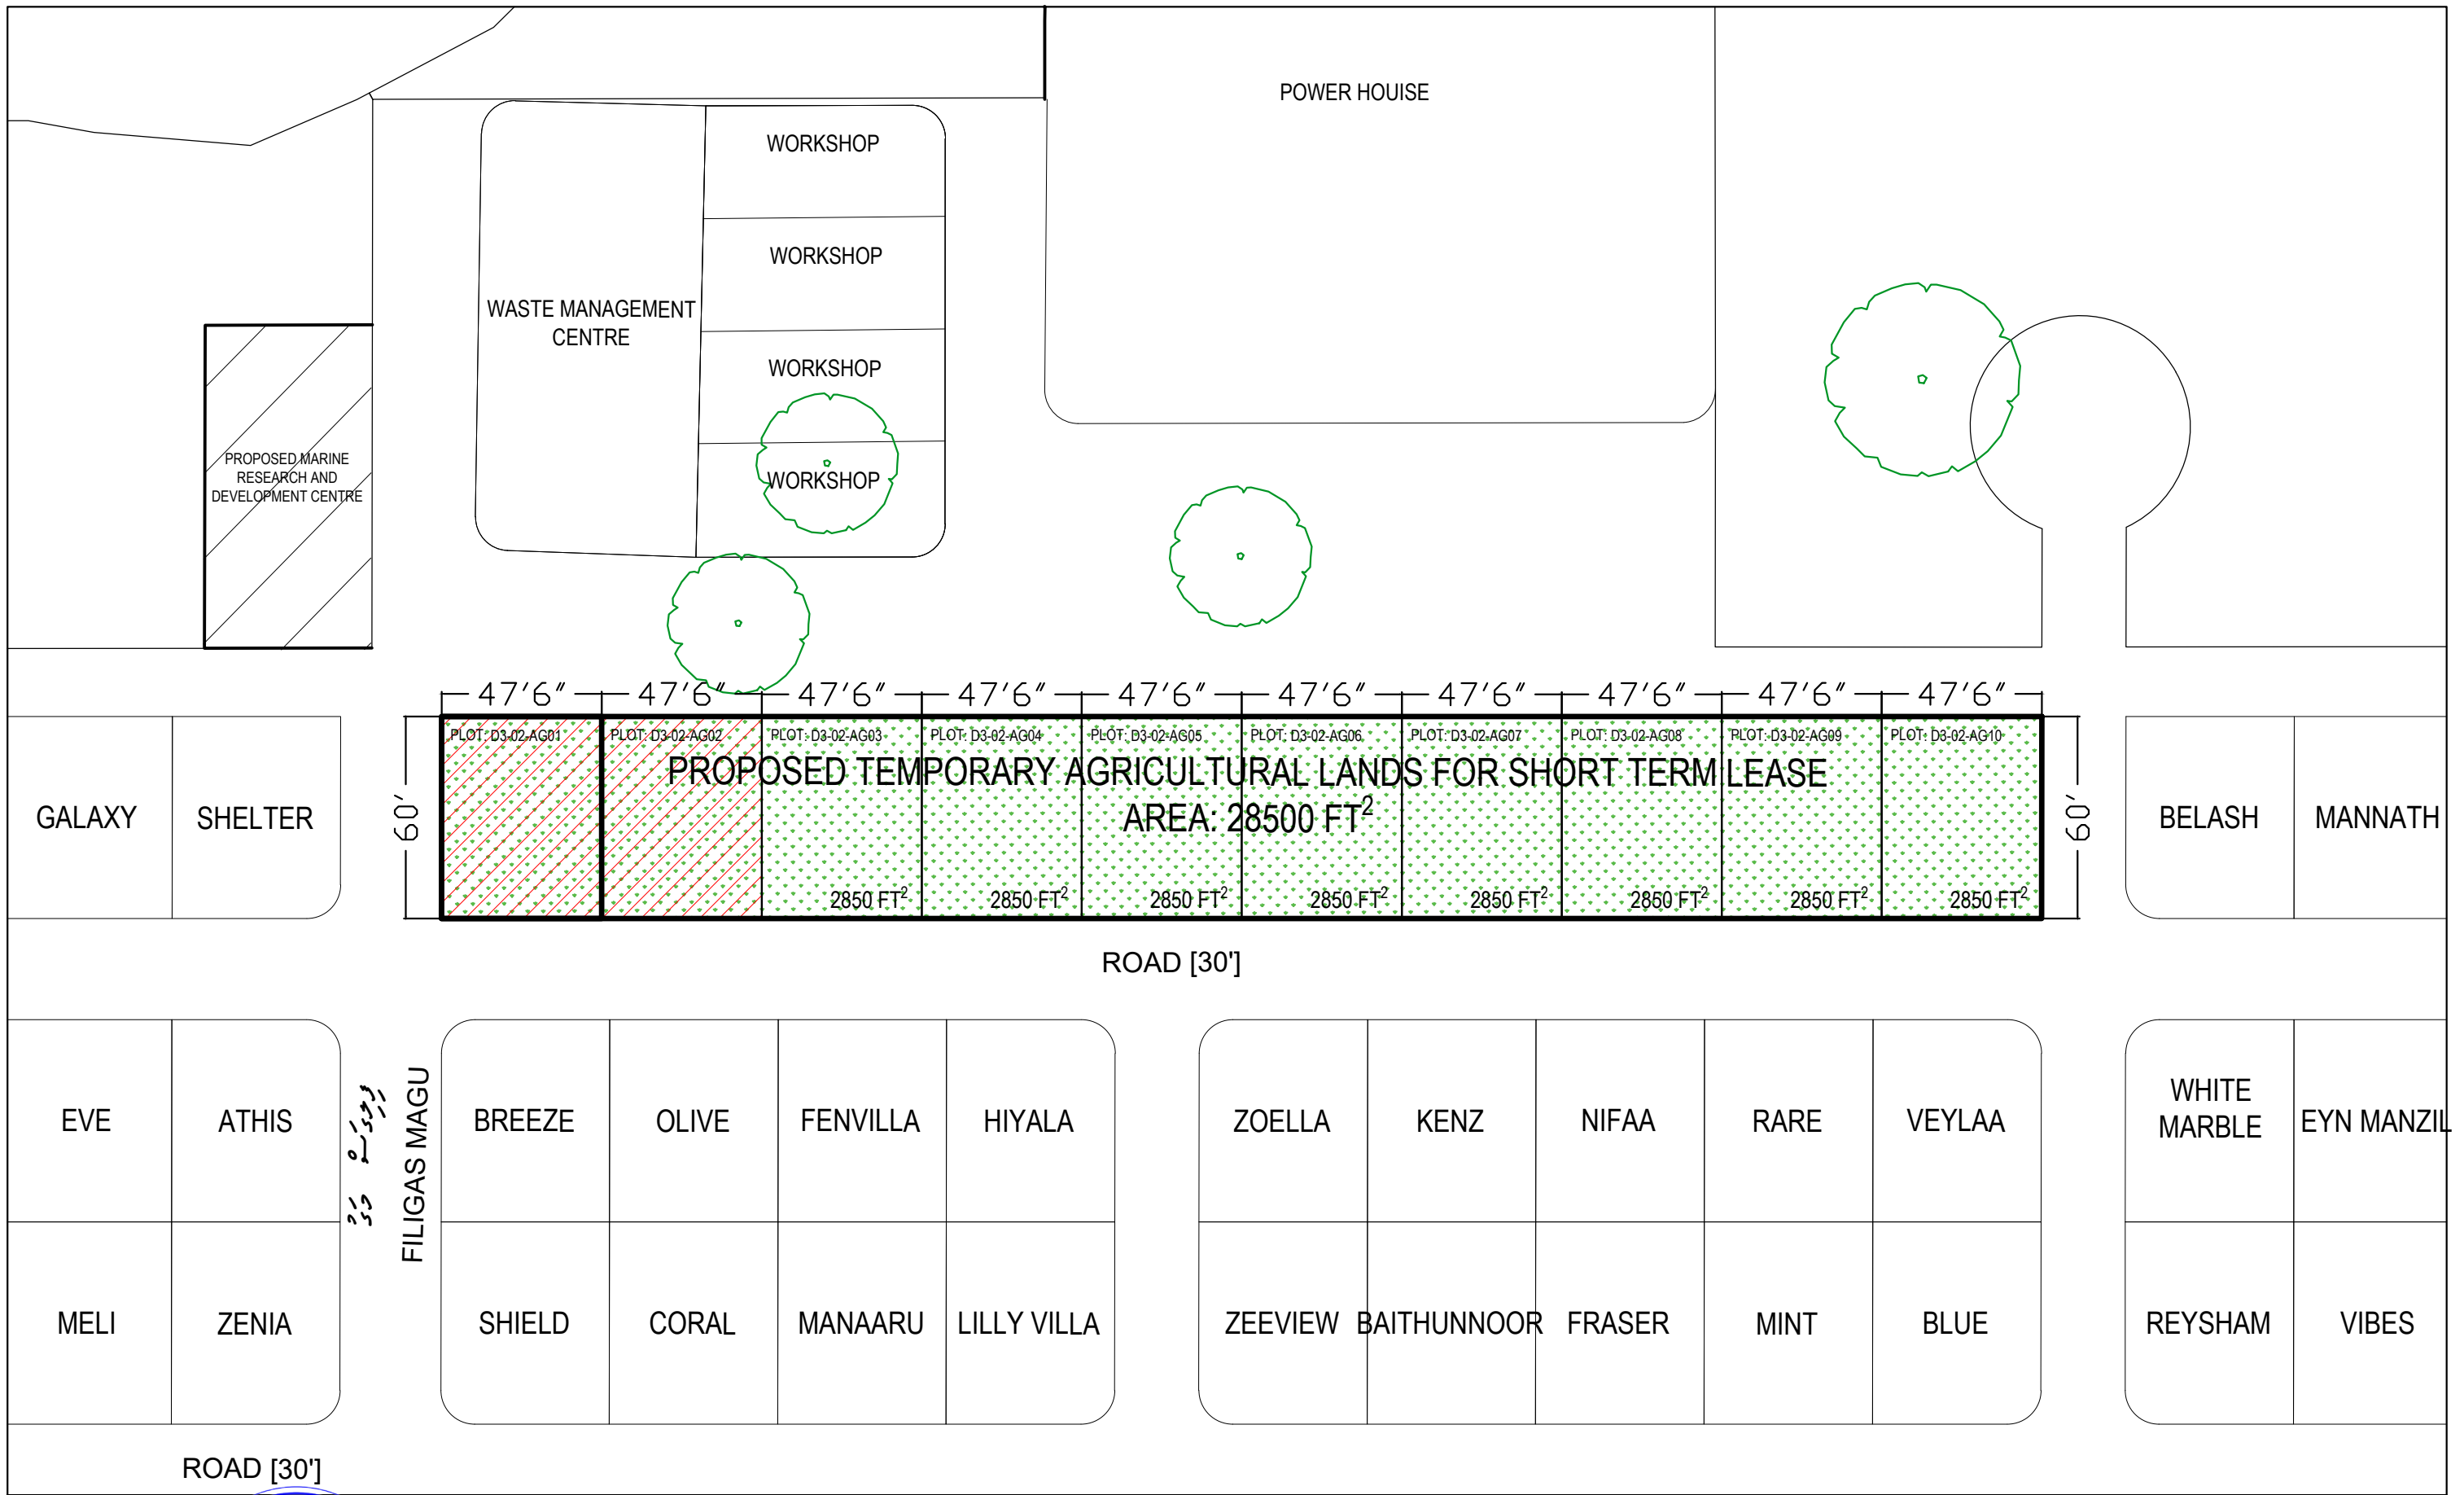 POWER HOUISE
WORKSHOP
WORKSHOP
WASTE MANAGEMENT
CENTRE
WORKSHOP
WORKSHOP
PROPOSED MARINE
RESEARCH AND
DEVELOPMENT CENTRE
47'6" 47'6" 47'6" 47'6" 47'6" 47'6" 47'6" 47'6" 47'6" 47'6"
PLOT: D3-02-AG01 PLOT: D3-02-AG02 PLOT: D3-02-AG03 PLOT: D3-02-AG04 PLOT: D3-02-AG05 PLOT: D3-02-AG06 PLOT: D3-02-AG07 PLOT: D3-02-AG08 PLOT: D3-02-AG09 PLOT: D3-02-AG10
PROPOSED TEMPORARY AGRICULTURAL LANDS FOR SHORT TERM LEASE
AREA: 28500 FT²
GALAXY SHELTER 60' 60' BELASH MANNATH
2850 FT² 2850 FT² 2850 FT² 2850 FT² 2850 FT² 2850 FT² 2850 FT² 2850 FT²
ROAD [30']
EVE ATHIS BREEZE OLIVE FENVILLA HIYALA ZOELLA KENZ NIFAA RARE VEYLAA
WHITE
MARBLE
EYN MANZIL
FILIGAS MAGU
MELI ZENIA SHIELD CORAL MANAARU LILLY VILLA ZEEVIEW BAITHUNNOOR FRASER MINT BLUE REYSHAM VIBES
ROAD [30']